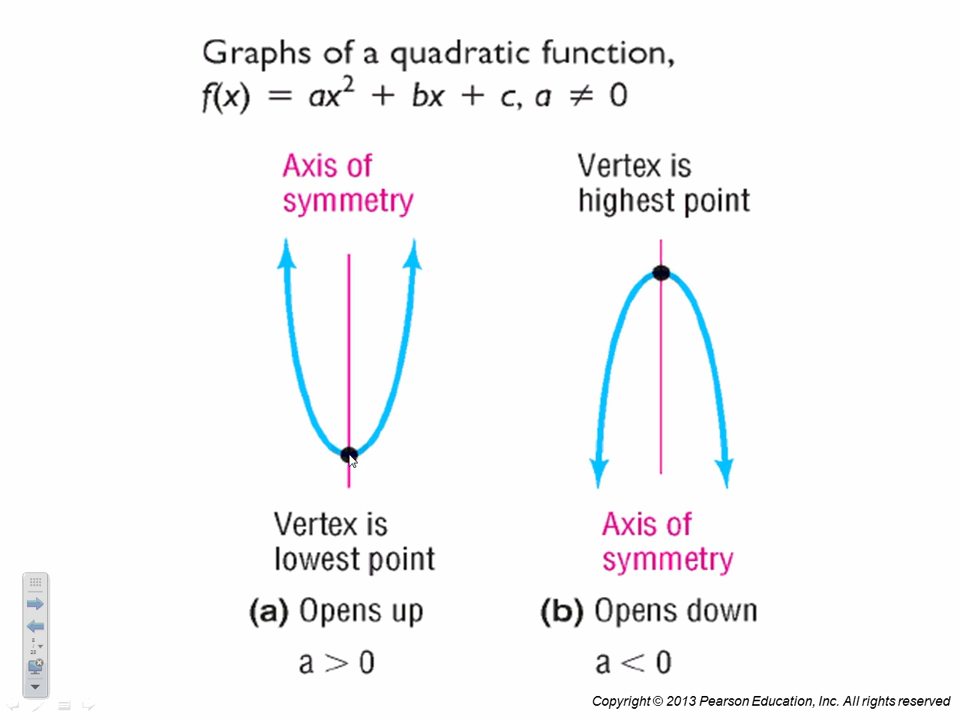 Graphs of a quadratic function,
f(x) = ax² + bx + c, a ≠ 0
Axis of
symmetry
Vertex is
lowest point
(a) Opens up
a > 0
Vertex is
highest point
Axis of
symmetry
(b) Opens down
a < 0
Copyright © 2013 Pearson Education, Inc. All rights reserved